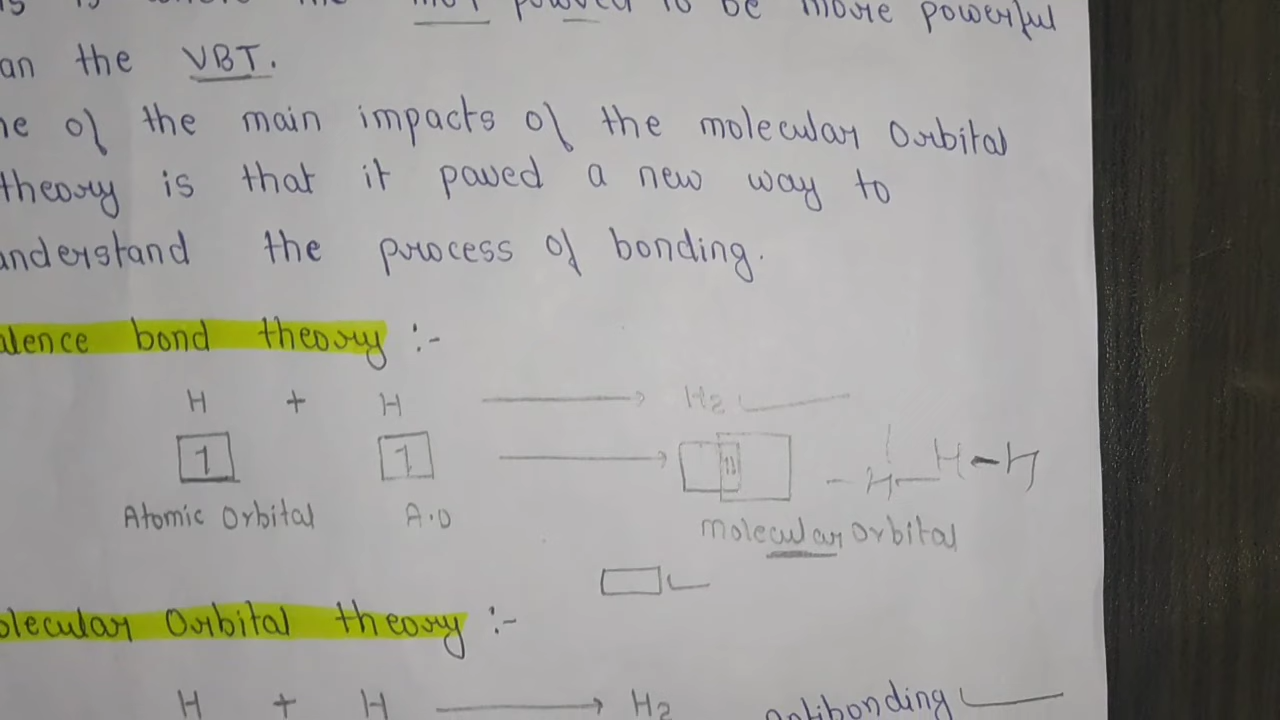 to be more powerful
an the VBT.
ne of the main impacts of the molecular orbital
theory is that it paved a new way to
nderstand the process of bonding.
alence bond theory :-
H + H → H2
1 1 → 11 - H - H - H
Atomic Orbital A.O molecular orbital
olecular Orbital theory :-
H + H → H2 antibonding